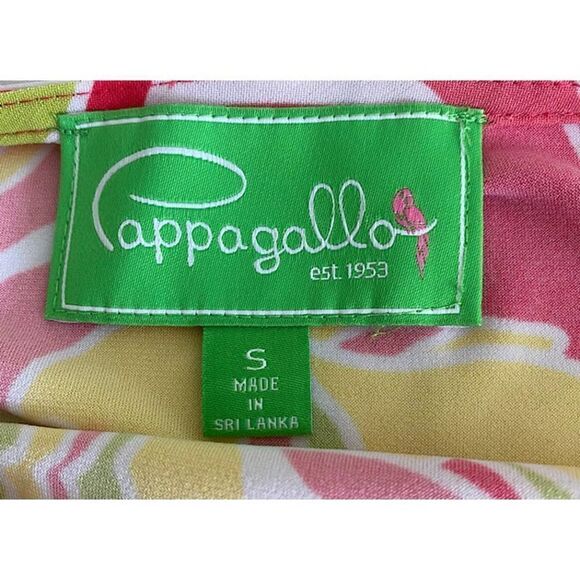 Pappagallo
est. 1953
S
MADE
IN
SRI LANKA